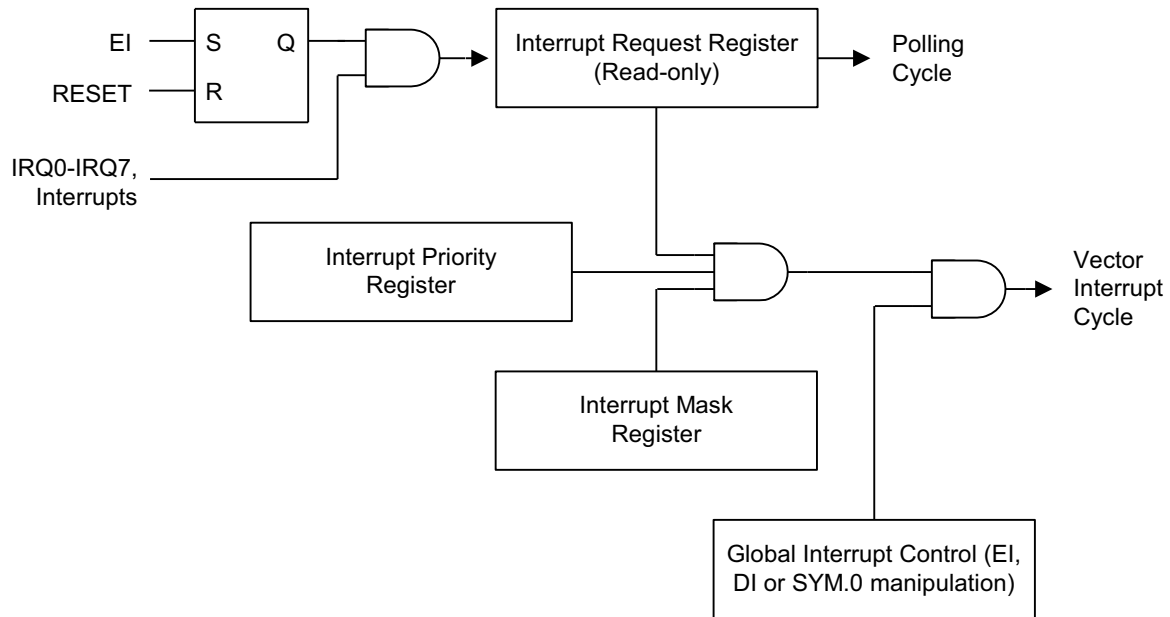 EI
S
Q
RESET
R
IRQ0-IRQ7,
Interrupts
Interrupt Request Register
(Read-only)
Polling
Cycle
Interrupt Priority
Register
Vector
Interrupt
Cycle
Interrupt Mask
Register
Global Interrupt Control (EI,
DI or SYM.0 manipulation)